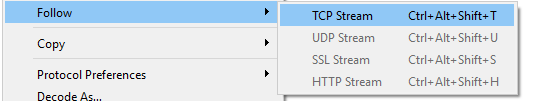 Follow
TCP Stream Ctrl+Alt+Shift+T
UDP Stream Ctrl+Alt+Shift+U
Copy
SSL Stream Ctrl+Alt+Shift+S
Protocol Preferences
HTTP Stream Ctrl+Alt+Shift+H
Decode As...